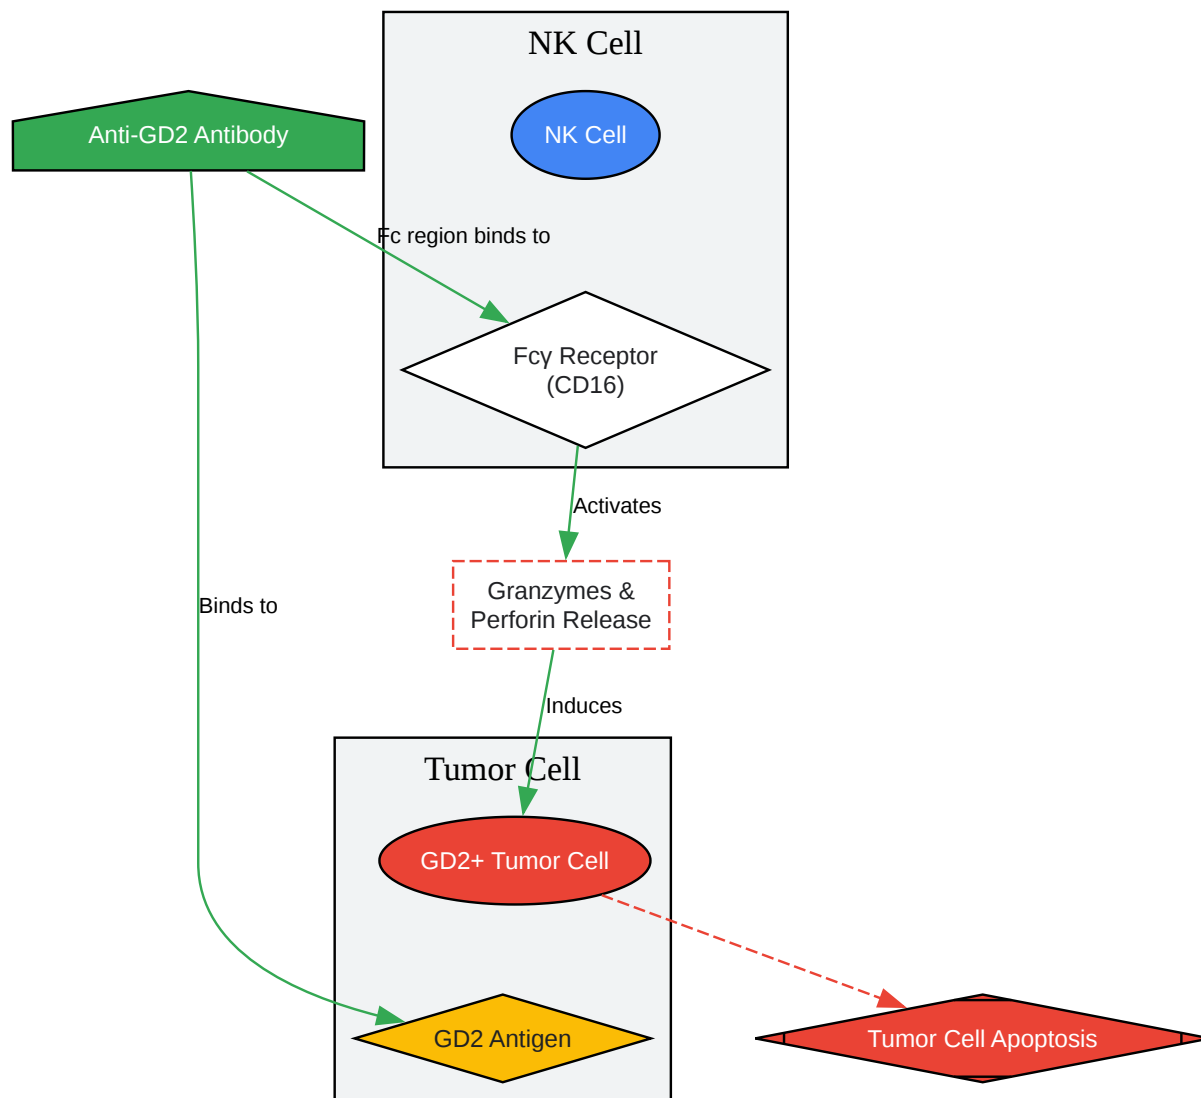 NK Cell
Anti-GD2 Antibody
NK Cell
Fc region binds to
Fcγ Receptor
(CD16)
Activates
Granzymes &
Perforin Release
Binds to
Induces
Tumor Cell
GD2+ Tumor Cell
GD2 Antigen
Tumor Cell Apoptosis